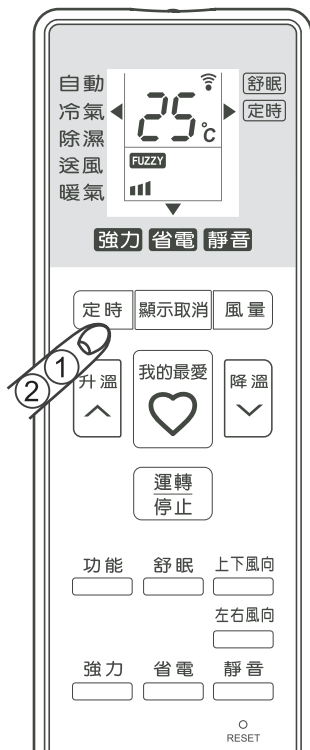 自動
冷氣
除濕
送風
暖氣
25℃
FUZZY
舒眠
定時
強力 省電 靜音
定時 顯示取消 風量
① ②
升溫 我的最愛 降溫
運轉
停止
功能 舒眠 上下風向
左右風向
強力 省電 靜音
RESET